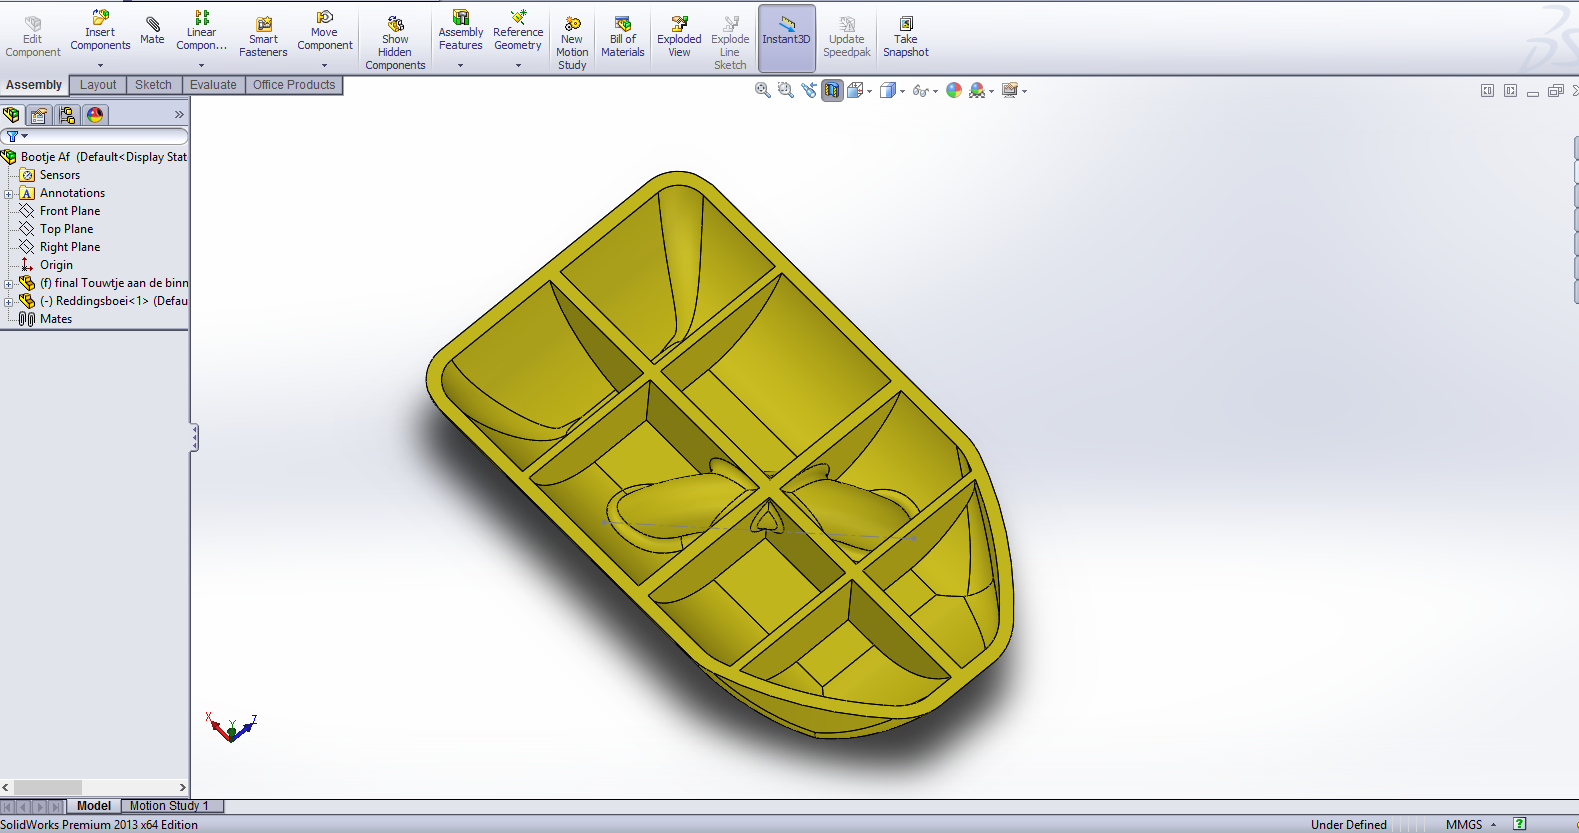 Edit Component
Insert Components
Mate
Linear Compon...
Smart Fasteners
Move Component
Show Hidden Components
Assembly Features
Reference Geometry
New Motion Study
Bill of Materials
Exploded View
Explode Line Sketch
Instant3D
Update Speedpak
Take Snapshot
Assembly Layout Sketch Evaluate Office Products
Bootje Af (Default<Display Stat
Sensors
A Annotations
Front Plane
Top Plane
Right Plane
Origin
(f) final Touwtje aan de binn
(-) Reddingsboei<1> (Defau
Mates
X Y Z
Model Motion Study 1
SolidWorks Premium 2013 x64 Edition Under Defined MMGS ?